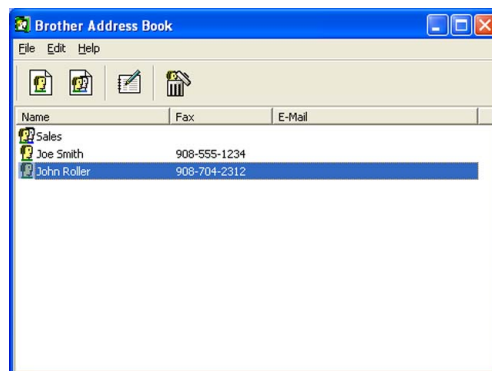 Brother Address Book
File Edit Help
Name Fax E-Mail
Sales
Joe Smith 908-555-1234
John Roller 908-704-2312